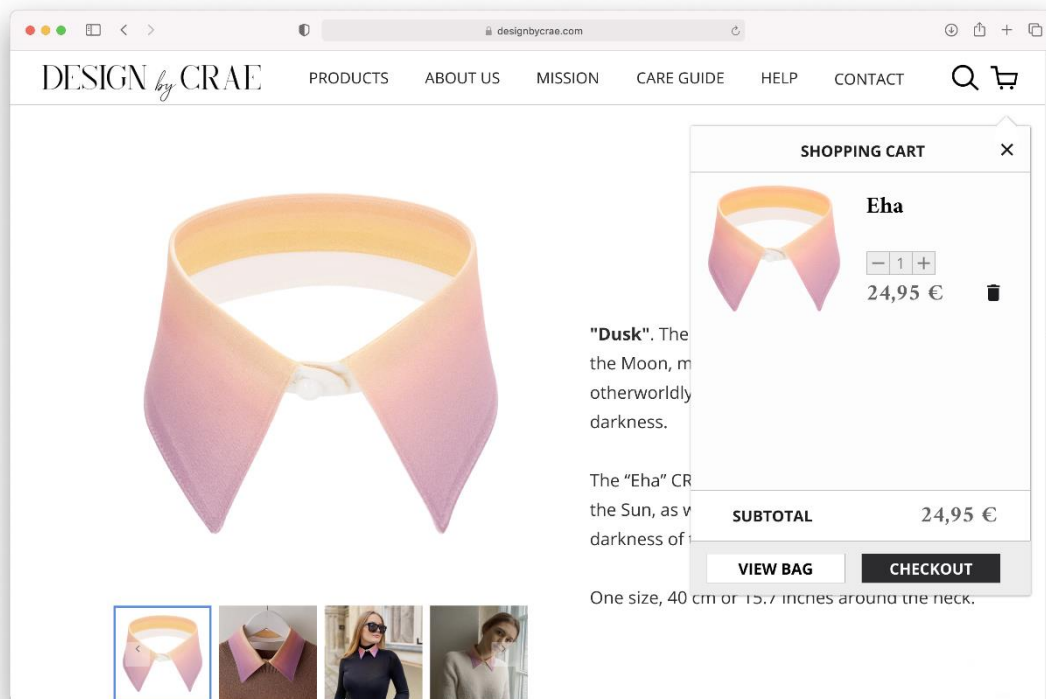 designbycrae.com
DESIGN by CRAE
PRODUCTS
ABOUT US
MISSION
CARE GUIDE
HELP
CONTACT
SHOPPING CART
Eha
1
24,95 €
SUBTOTAL
24,95 €
VIEW BAG
CHECKOUT
"Dusk". The
the Moon, m
otherworldly
darkness.
The “Eha” CR
the Sun, as w
darkness of
One size, 40 cm or 15.7 inches around the neck.